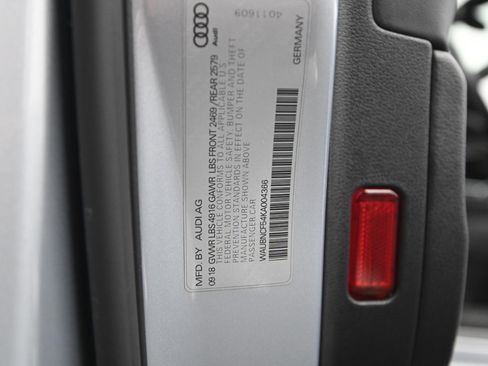 MFD. BY AUDI AG
09 18 GVWR LBS 4916 GAWR LBS FRONT 2469 /REAR 2579
THIS VEHICLE CONFORMS TO ALL APPLICABLE U.S.
FEDERAL MOTOR VEHICLE SAFETY, BUMPER AND THEFT
PREVENTION STANDARDS IN EFFECT ON THE DATE OF
MANUFACTURE SHOWN ABOVE
PASSENGER CAR
WAUBNCF54KA004366
GERMANY
Audi
4011609